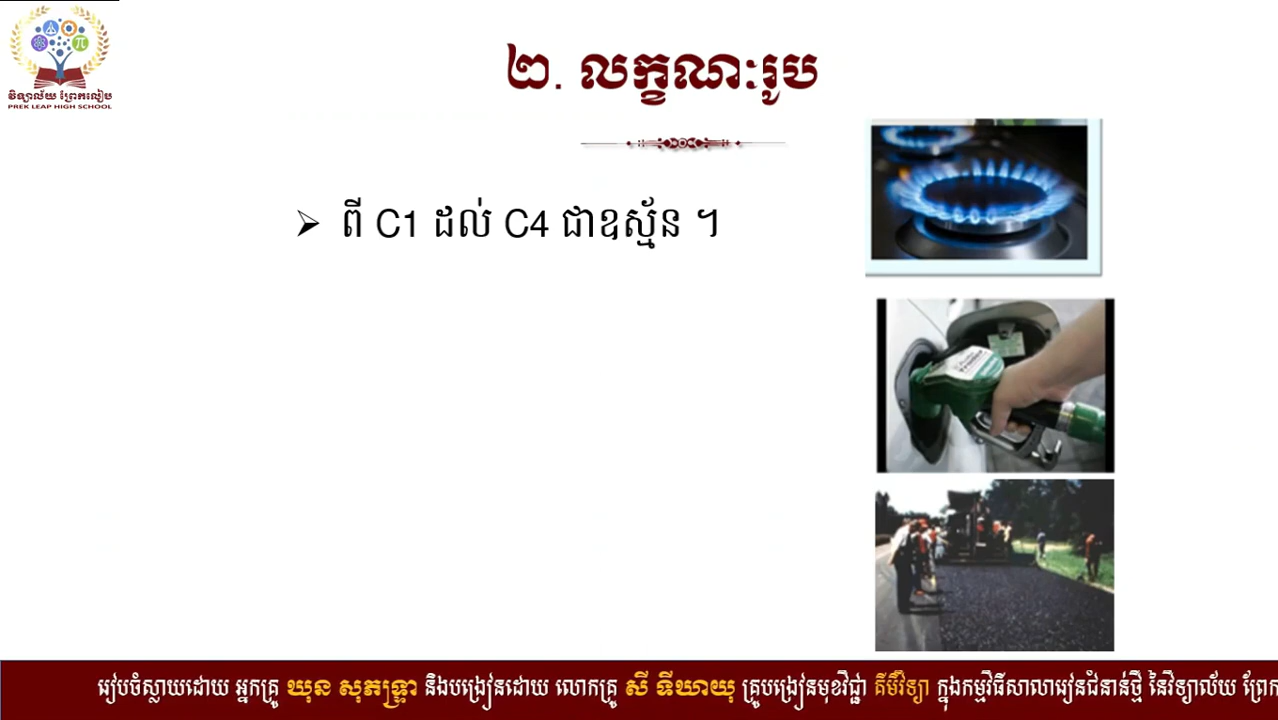 វិទ្យាល័យ ព្រែកលៀប
PREK LEAP HIGH SCHOOL
២. លក្ខណៈរូប
➢ ពី C1 ដល់ C4 ជាឧស្ម័ន ។
រៀបចំស្លាយដោយ អ្នកគ្រូ ឃុន សុភន្ទ្រា និងបង្រៀនដោយ លោកគ្រូ សី ទីឃាយុ គ្រូបង្រៀនមុខវិជ្ជា គីមីវិទ្យា ក្នុងកម្មវិធីសាលារៀនជំនាន់ថ្មី នៃវិទ្យាល័យ ព្រែក